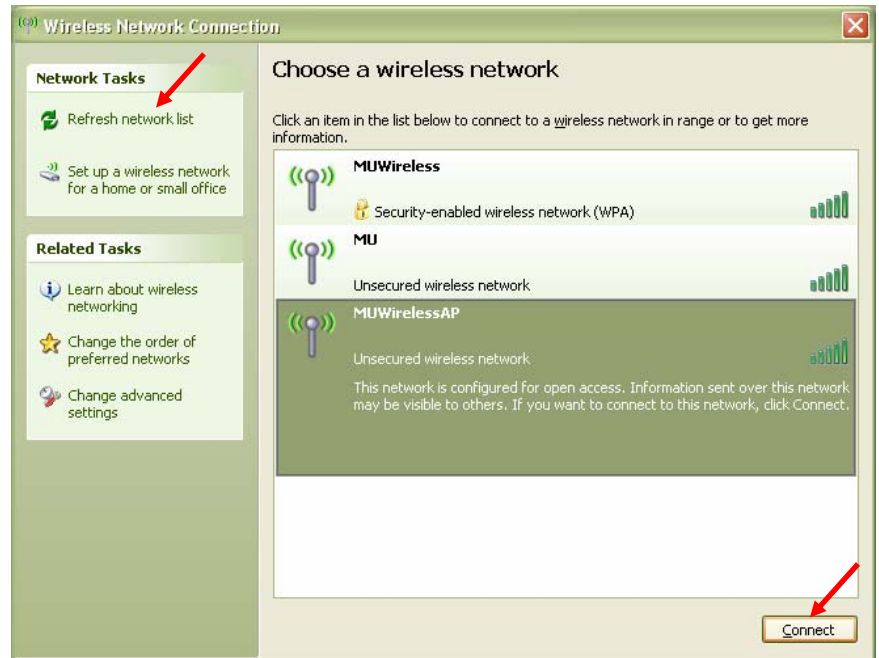 Wireless Network Connection
Network Tasks
Refresh network list
Set up a wireless network
for a home or small office
Related Tasks
Learn about wireless
networking
Change the order of
preferred networks
Change advanced
settings
Choose a wireless network
Click an item in the list below to connect to a wireless network in range or to get more
information.
MUWireless
Security-enabled wireless network (WPA)
MU
Unsecured wireless network
MUWirelessAP
Unsecured wireless network
This network is configured for open access. Information sent over this network
may be visible to others. If you want to connect to this network, click Connect.
Connect